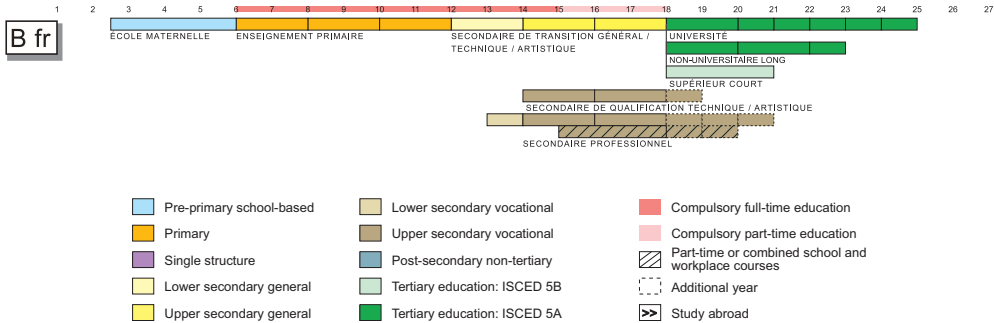 1 2 3 4 5 6 7 8 9 10 11 12 13 14 15 16 17 18 19 20 21 22 23 24 25 26 27
B fr
ÉCOLE MATERNELLE ENSEIGNEMENT PRIMAIRE SECONDAIRE DE TRANSITION GÉNÉRAL / UNIVERSITÉ
TECHNIQUE / ARTISTIQUE
NON-UNIVERSITAIRE LONG
SUPÉRIEUR COURT
SECONDAIRE DE QUALIFICATION TECHNIQUE / ARTISTIQUE
SECONDAIRE PROFESSIONNEL
Pre-primary school-based
Primary
Single structure
Lower secondary general
Upper secondary general
Lower secondary vocational
Upper secondary vocational
Post-secondary non-tertiary
Tertiary education: ISCED 5B
Tertiary education: ISCED 5A
Compulsory full-time education
Compulsory part-time education
Part-time or combined school and
workplace courses
Additional year
>> Study abroad